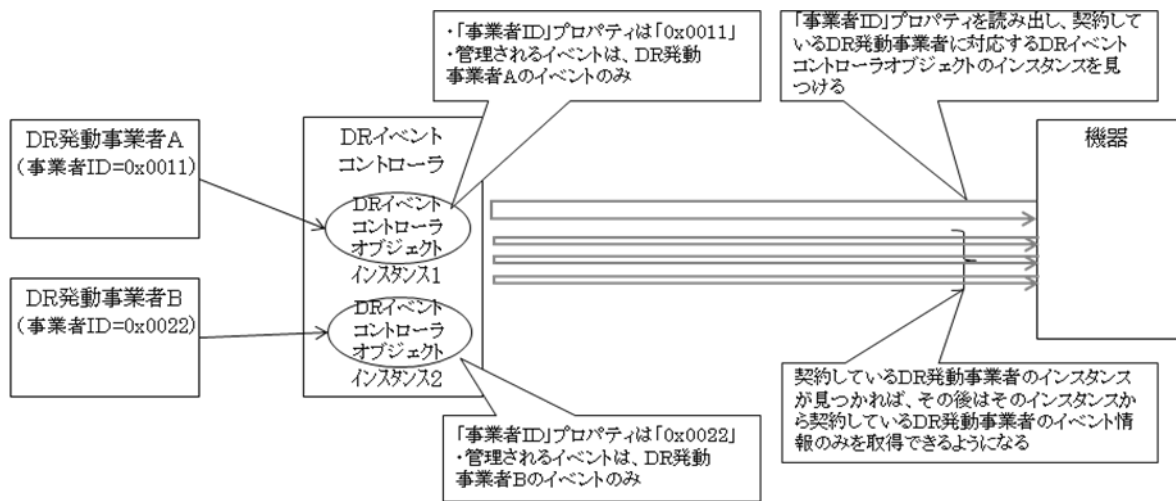 ・「事業者ID」プロパティは「0x0011」
・管理されるイベントは、DR発動
事業者Aのイベントのみ
「事業者ID」プロパティを読み出し、契約して
いるDR発動事業者に対応するDRイベント
コントローラオブジェクトのインスタンスを見
つける
DR発動事業者A
(事業者ID=0x0011)
DRイベント
コントローラ
機器
DRイベント
コントローラ
オブジェクト
インスタンス1
DR発動事業者B
(事業者ID=0x0022)
DRイベント
コントローラ
オブジェクト
インスタンス2
契約しているDR発動事業者のインスタンス
が見つかれば、その後はそのインスタンスか
ら契約しているDR発動事業者のイベント情
報のみを取得できるようになる
「事業者ID」プロパティは「0x0022」
・管理されるイベントは、DR発動
事業者Bのイベントのみ